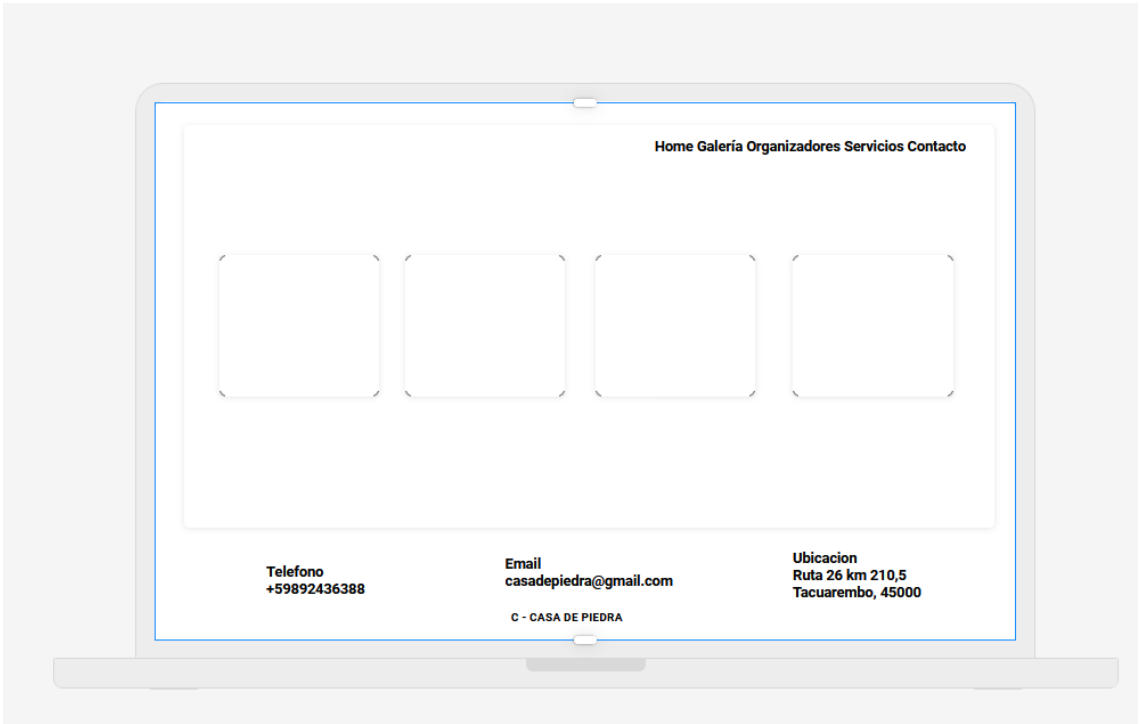 Home Galería Organizadores Servicios Contacto
Telefono
+59892436388
Email
casadepiedra@gmail.com
Ubicacion
Ruta 26 km 210,5
Tacuarembo, 45000
C - CASA DE PIEDRA